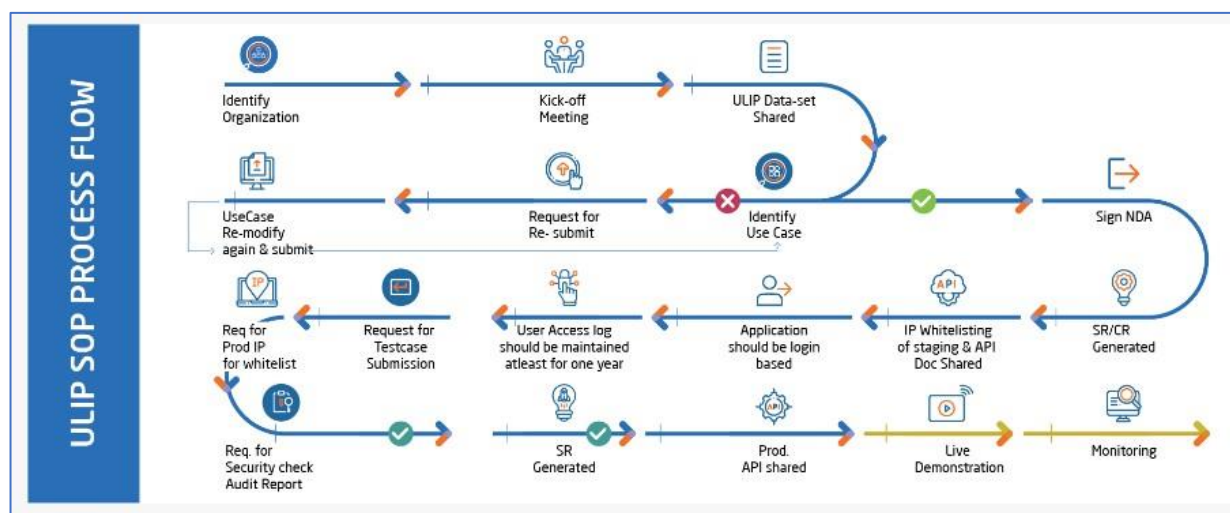 ULIP SOP PROCESS FLOW
Identify
Organization
Kick-off
Meeting
ULIP Data-set
Shared
UseCase
Re-modify
again & submit
Request for
Re- submit
Identify
Use Case
Sign NDA
IP
Req for
Prod IP
for whitelist
Request for
Testcase
Submission
User Access log
should be maintained
atleast for one year
Application
should be login
based
API
IP Whitelisting
of staging & API
Doc Shared
SR/CR
Generated
Req. for
Security check
Audit Report
SR
Generated
API
Prod.
API shared
Live
Demonstration
Monitoring